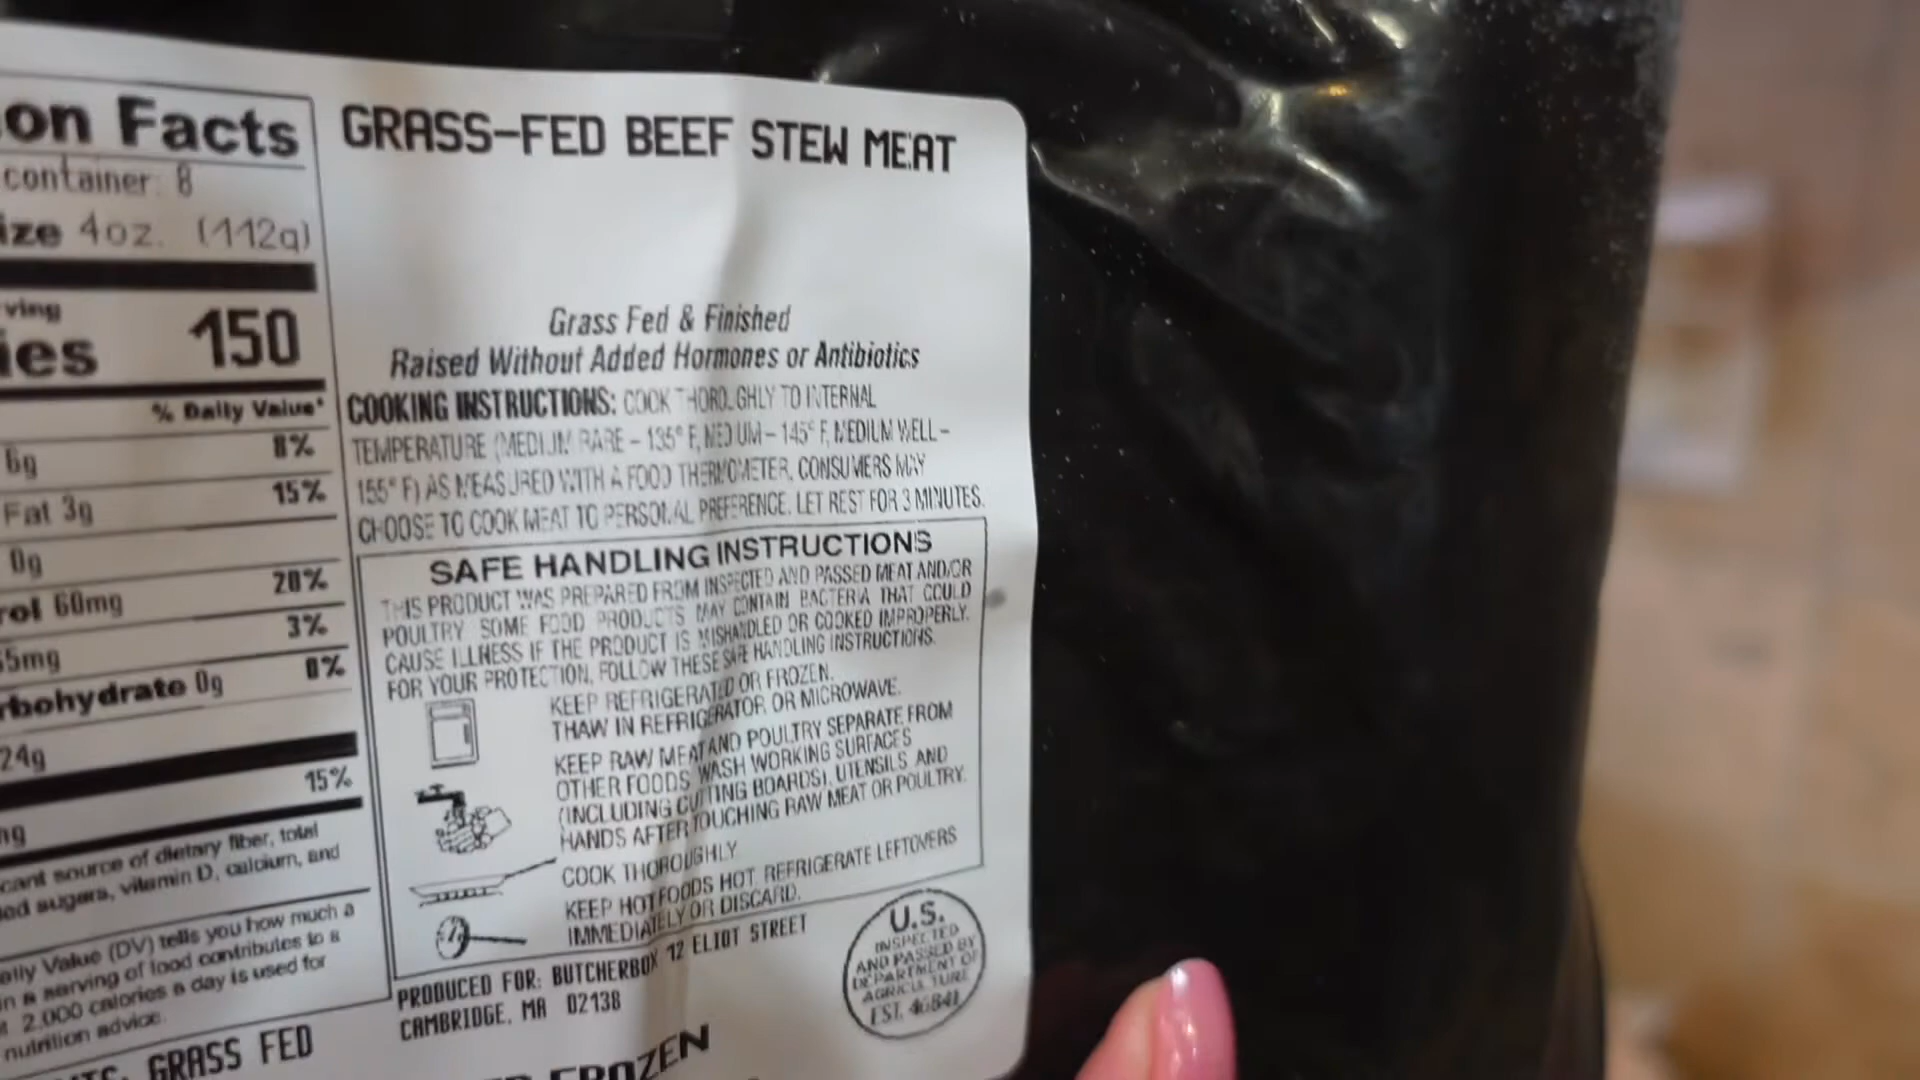 on Facts
container: 8
ize 4oz. (112g)
ving
ies 150
% Daily Value*
6g 8%
Fat 3g 15%
0g
rol 60mg 20%
55mg 3%
rbohydrate 0g 0%
24g
15%
mg
cant source of dietary fiber, total
ed sugars, vitamin D, calcium, and
aily Value (DV) tells you how much a
in a serving of food contributes to a
t 2,000 calories a day is used for
nutrition advice.
GRASS FED
GRASS-FED BEEF STEW MEAT
Grass Fed & Finished
Raised Without Added Hormones or Antibiotics
COOKING INSTRUCTIONS: COOK THOROUGHLY TO INTERNAL
TEMPERATURE (MEDIUM RARE – 135° F, MEDIUM – 145° F, MEDIUM WELL –
155° F) AS MEASURED WITH A FOOD THERMOMETER. CONSUMERS MAY
CHOOSE TO COOK MEAT TO PERSONAL PREFERENCE. LET REST FOR 3 MINUTES.
SAFE HANDLING INSTRUCTIONS
THIS PRODUCT WAS PREPARED FROM INSPECTED AND PASSED MEAT AND/OR
POULTRY. SOME FOOD PRODUCTS MAY CONTAIN BACTERIA THAT COULD
CAUSE ILLNESS IF THE PRODUCT IS MISHANDLED OR COOKED IMPROPERLY.
FOR YOUR PROTECTION, FOLLOW THESE SAFE HANDLING INSTRUCTIONS.
KEEP REFRIGERATED OR FROZEN.
THAW IN REFRIGERATOR OR MICROWAVE.
KEEP RAW MEAT AND POULTRY SEPARATE FROM
OTHER FOODS. WASH WORKING SURFACES
(INCLUDING CUTTING BOARDS), UTENSILS AND
HANDS AFTER TOUCHING RAW MEAT OR POULTRY.
COOK THOROUGHLY
KEEP HOT FOODS HOT. REFRIGERATE LEFTOVERS
IMMEDIATELY OR DISCARD.
PRODUCED FOR: BUTCHERBOX 12 ELIOT STREET
CAMBRIDGE, MA 02138
U.S.
INSPECTED
AND PASSED BY
DEPARTMENT OF
AGRICULTURE
EST. 46841
FROZEN